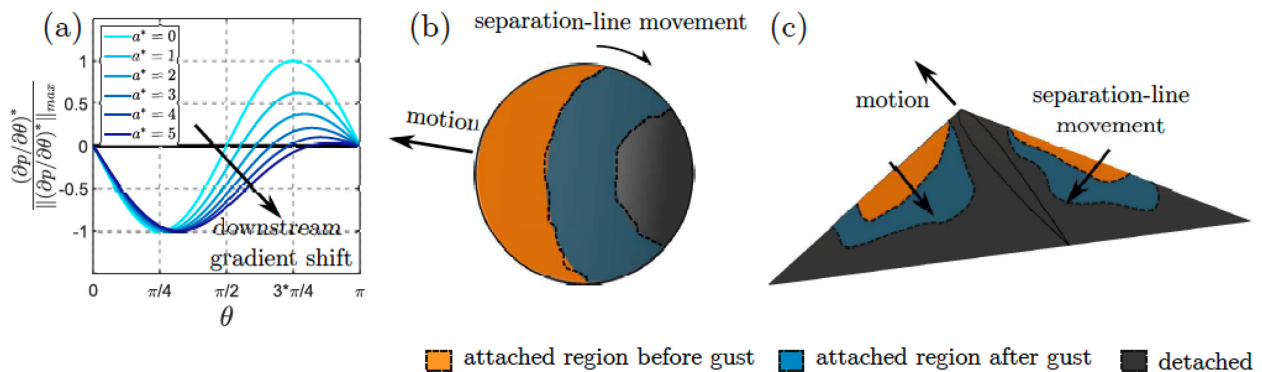 (a)
a* = 0
a* = 1
a* = 2
a* = 3
a* = 4
a* = 5
(∂p/∂θ)*
||(∂p/∂θ)*||max
1
0.5
0
-0.5
-1
downstream
gradient shift
0
π/4
π/2
3*π/4
π
θ
(b)
separation-line movement
motion
(c)
motion
separation-line
movement
attached region before gust
attached region after gust
detached